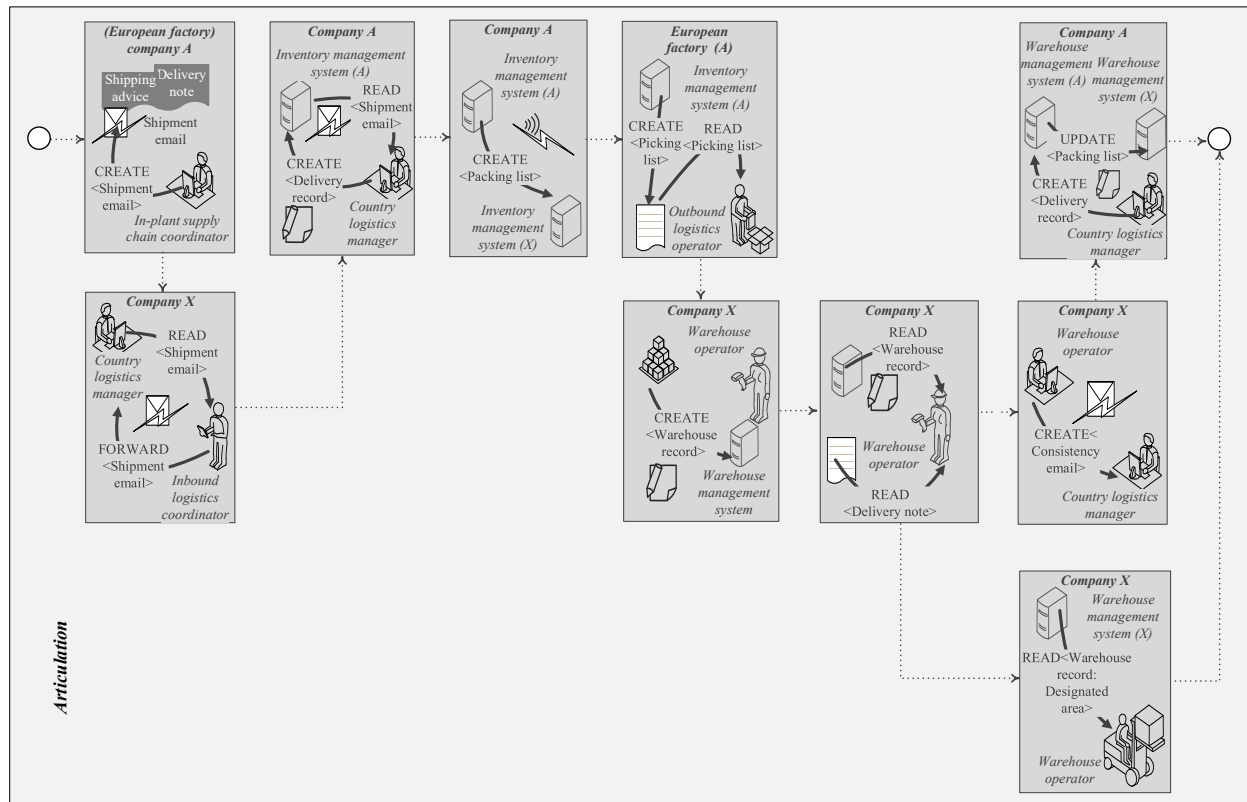 (European factory)
company A
Shipping
advice
Delivery
note
Shipment
email
CREATE
<Shipment
email>
In-plant supply
chain coordinator
Company X
READ
<Shipment
email>
Country
logistics
manager
FORWARD
<Shipment
email>
Inbound
logistics
coordinator
Company A
Inventory management
system (A)
READ
<Shipment
email>
CREATE
<Delivery
record>
Country
logistics
manager
Company A
Inventory
management
system (A)
CREATE
<Packing list>
Inventory
management
system (X)
European
factory (A)
Inventory
management
system (A)
CREATE
<Picking
list>
READ
<Picking list>
Outbound
logistics
operator
Company X
Warehouse
operator
CREATE
<Warehouse
record>
Warehouse
management
system
Company X
READ
<Warehouse
record>
Warehouse
operator
READ
<Delivery note>
Company X
Warehouse
operator
CREATE<
Consistency
email>
Country logistics
manager
Company A
Warehouse
management
system (A)
Warehouse
management
system (X)
UPDATE
<Packing list>
CREATE
<Delivery
record>
Country logistics
manager
Company X
Warehouse
management
system (X)
READ<Warehouse
record:
Designated
area>
Warehouse
operator
Articulation